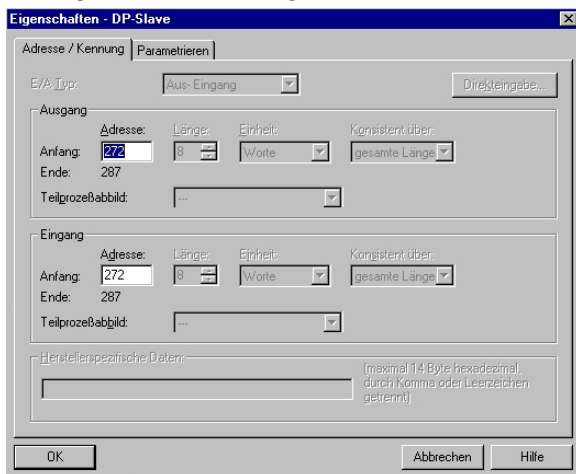 Eigenschaften - DP-Slave
Adresse / Kennung Parametrieren
E/A Typ: Aus- Eingang Direkteingabe...
Ausgang
Adresse: Länge: Einheit: Konsistent über:
Anfang: 272 8 Worte gesamte Länge
Ende: 287
Teilprozeßabbild: ---
Eingang
Adresse: Länge: Einheit: Konsistent über:
Anfang: 272 8 Worte gesamte Länge
Ende: 287
Teilprozeßabbild: ---
Herstellerspezifische Daten:
(maximal 14 Byte hexadezimal,
durch Komma oder Leerzeichen
getrennt)
OK Abbrechen Hilfe